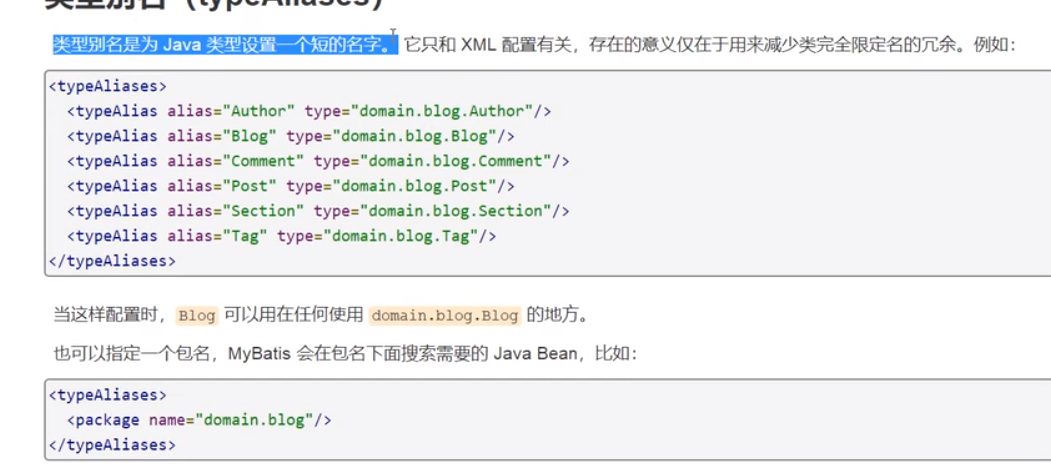 类型别名（typeAliases）
类型别名是为 Java 类型设置一个短的名字。 它只和 XML 配置有关，存在的意义仅在于用来减少类完全限定名的冗余。例如：
<typeAliases>
  <typeAlias alias="Author" type="domain.blog.Author"/>
  <typeAlias alias="Blog" type="domain.blog.Blog"/>
  <typeAlias alias="Comment" type="domain.blog.Comment"/>
  <typeAlias alias="Post" type="domain.blog.Post"/>
  <typeAlias alias="Section" type="domain.blog.Section"/>
  <typeAlias alias="Tag" type="domain.blog.Tag"/>
</typeAliases>
当这样配置时，Blog 可以用在任何使用 domain.blog.Blog 的地方。
也可以指定一个包名，MyBatis 会在包名下面搜索需要的 Java Bean，比如：
<typeAliases>
  <package name="domain.blog"/>
</typeAliases>